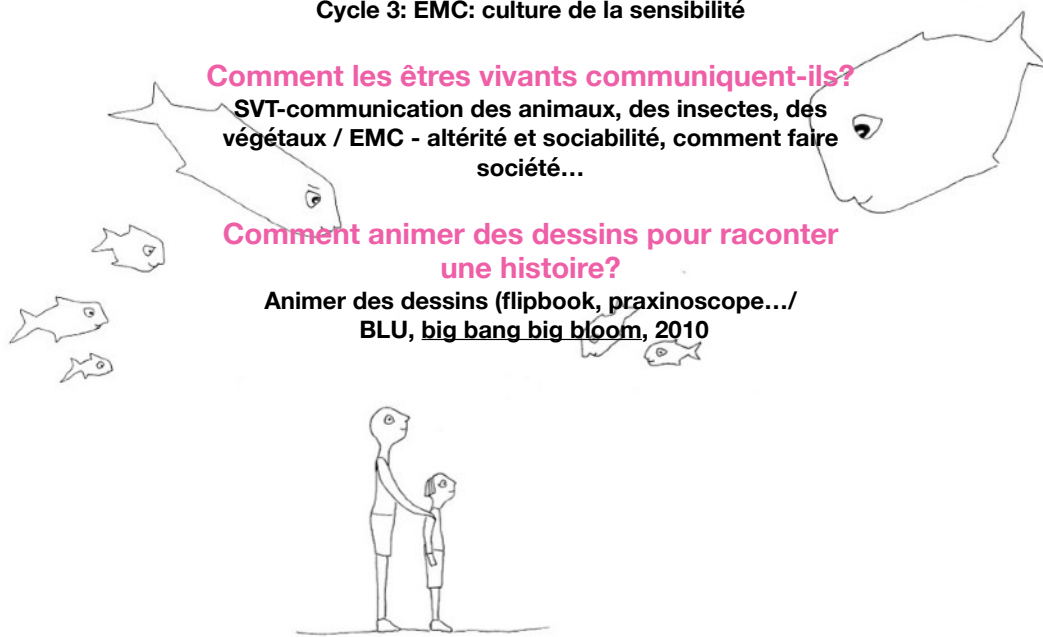 Cycle 3: EMC: culture de la sensibilité
Comment les êtres vivants communiquent-ils?
SVT-communication des animaux, des insectes, des
végétaux / EMC - altérité et sociabilité, comment faire
société…
Comment animer des dessins pour raconter
une histoire?
Animer des dessins (flipbook, praxinoscope…/
BLU, big bang big bloom, 2010